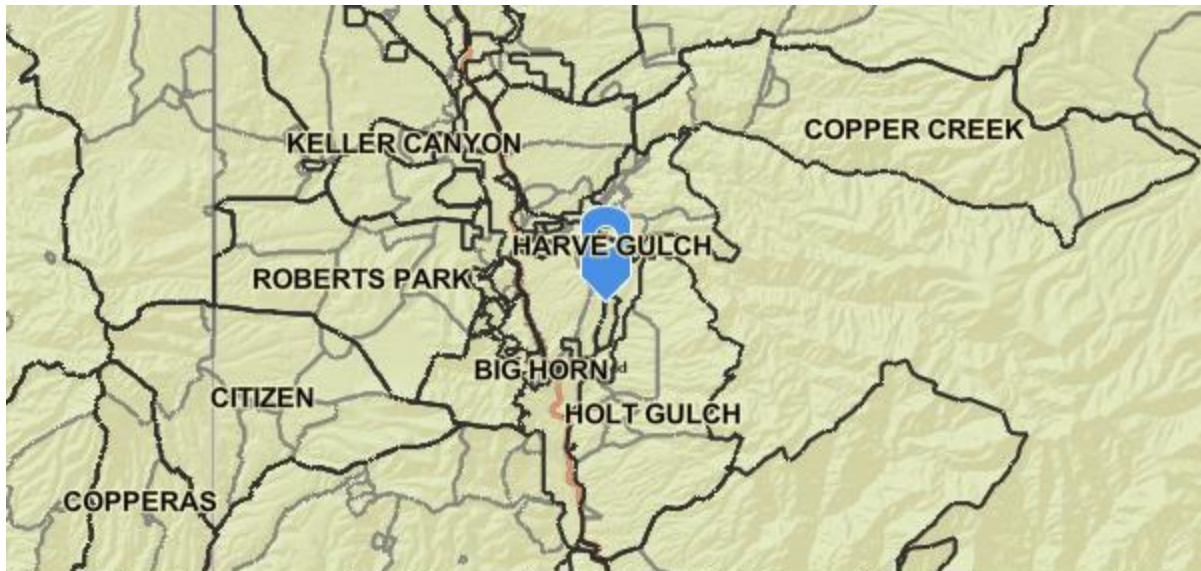 KELLER CANYON
COPPER CREEK
HARVE GULCH
ROBERTS PARK
BIG HORN
CITIZEN
HOLT GULCH
COPPERAS